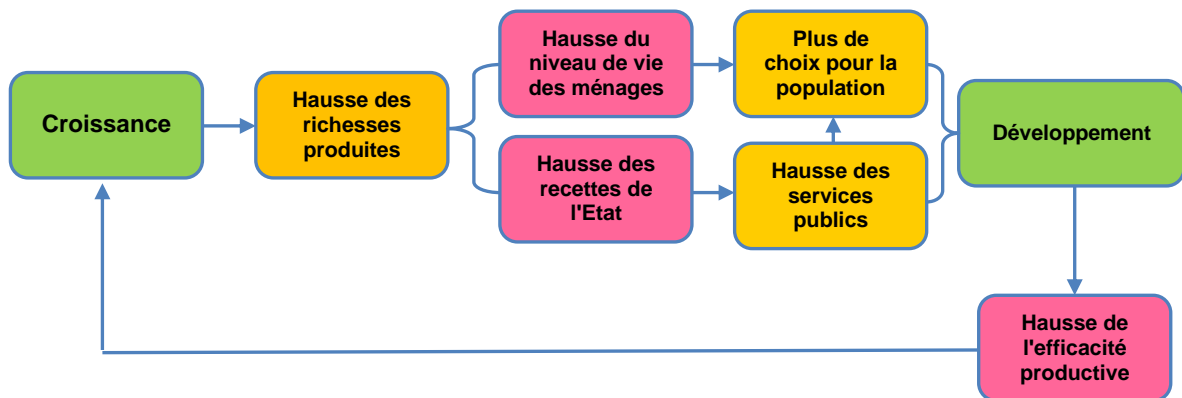 Croissance
Hausse des
richesses
produites
Hausse du
niveau de vie
des ménages
Hausse des
recettes de
l'Etat
Plus de
choix pour la
population
Hausse des
services
publics
Développement
Hausse de
l'efficacité
productive